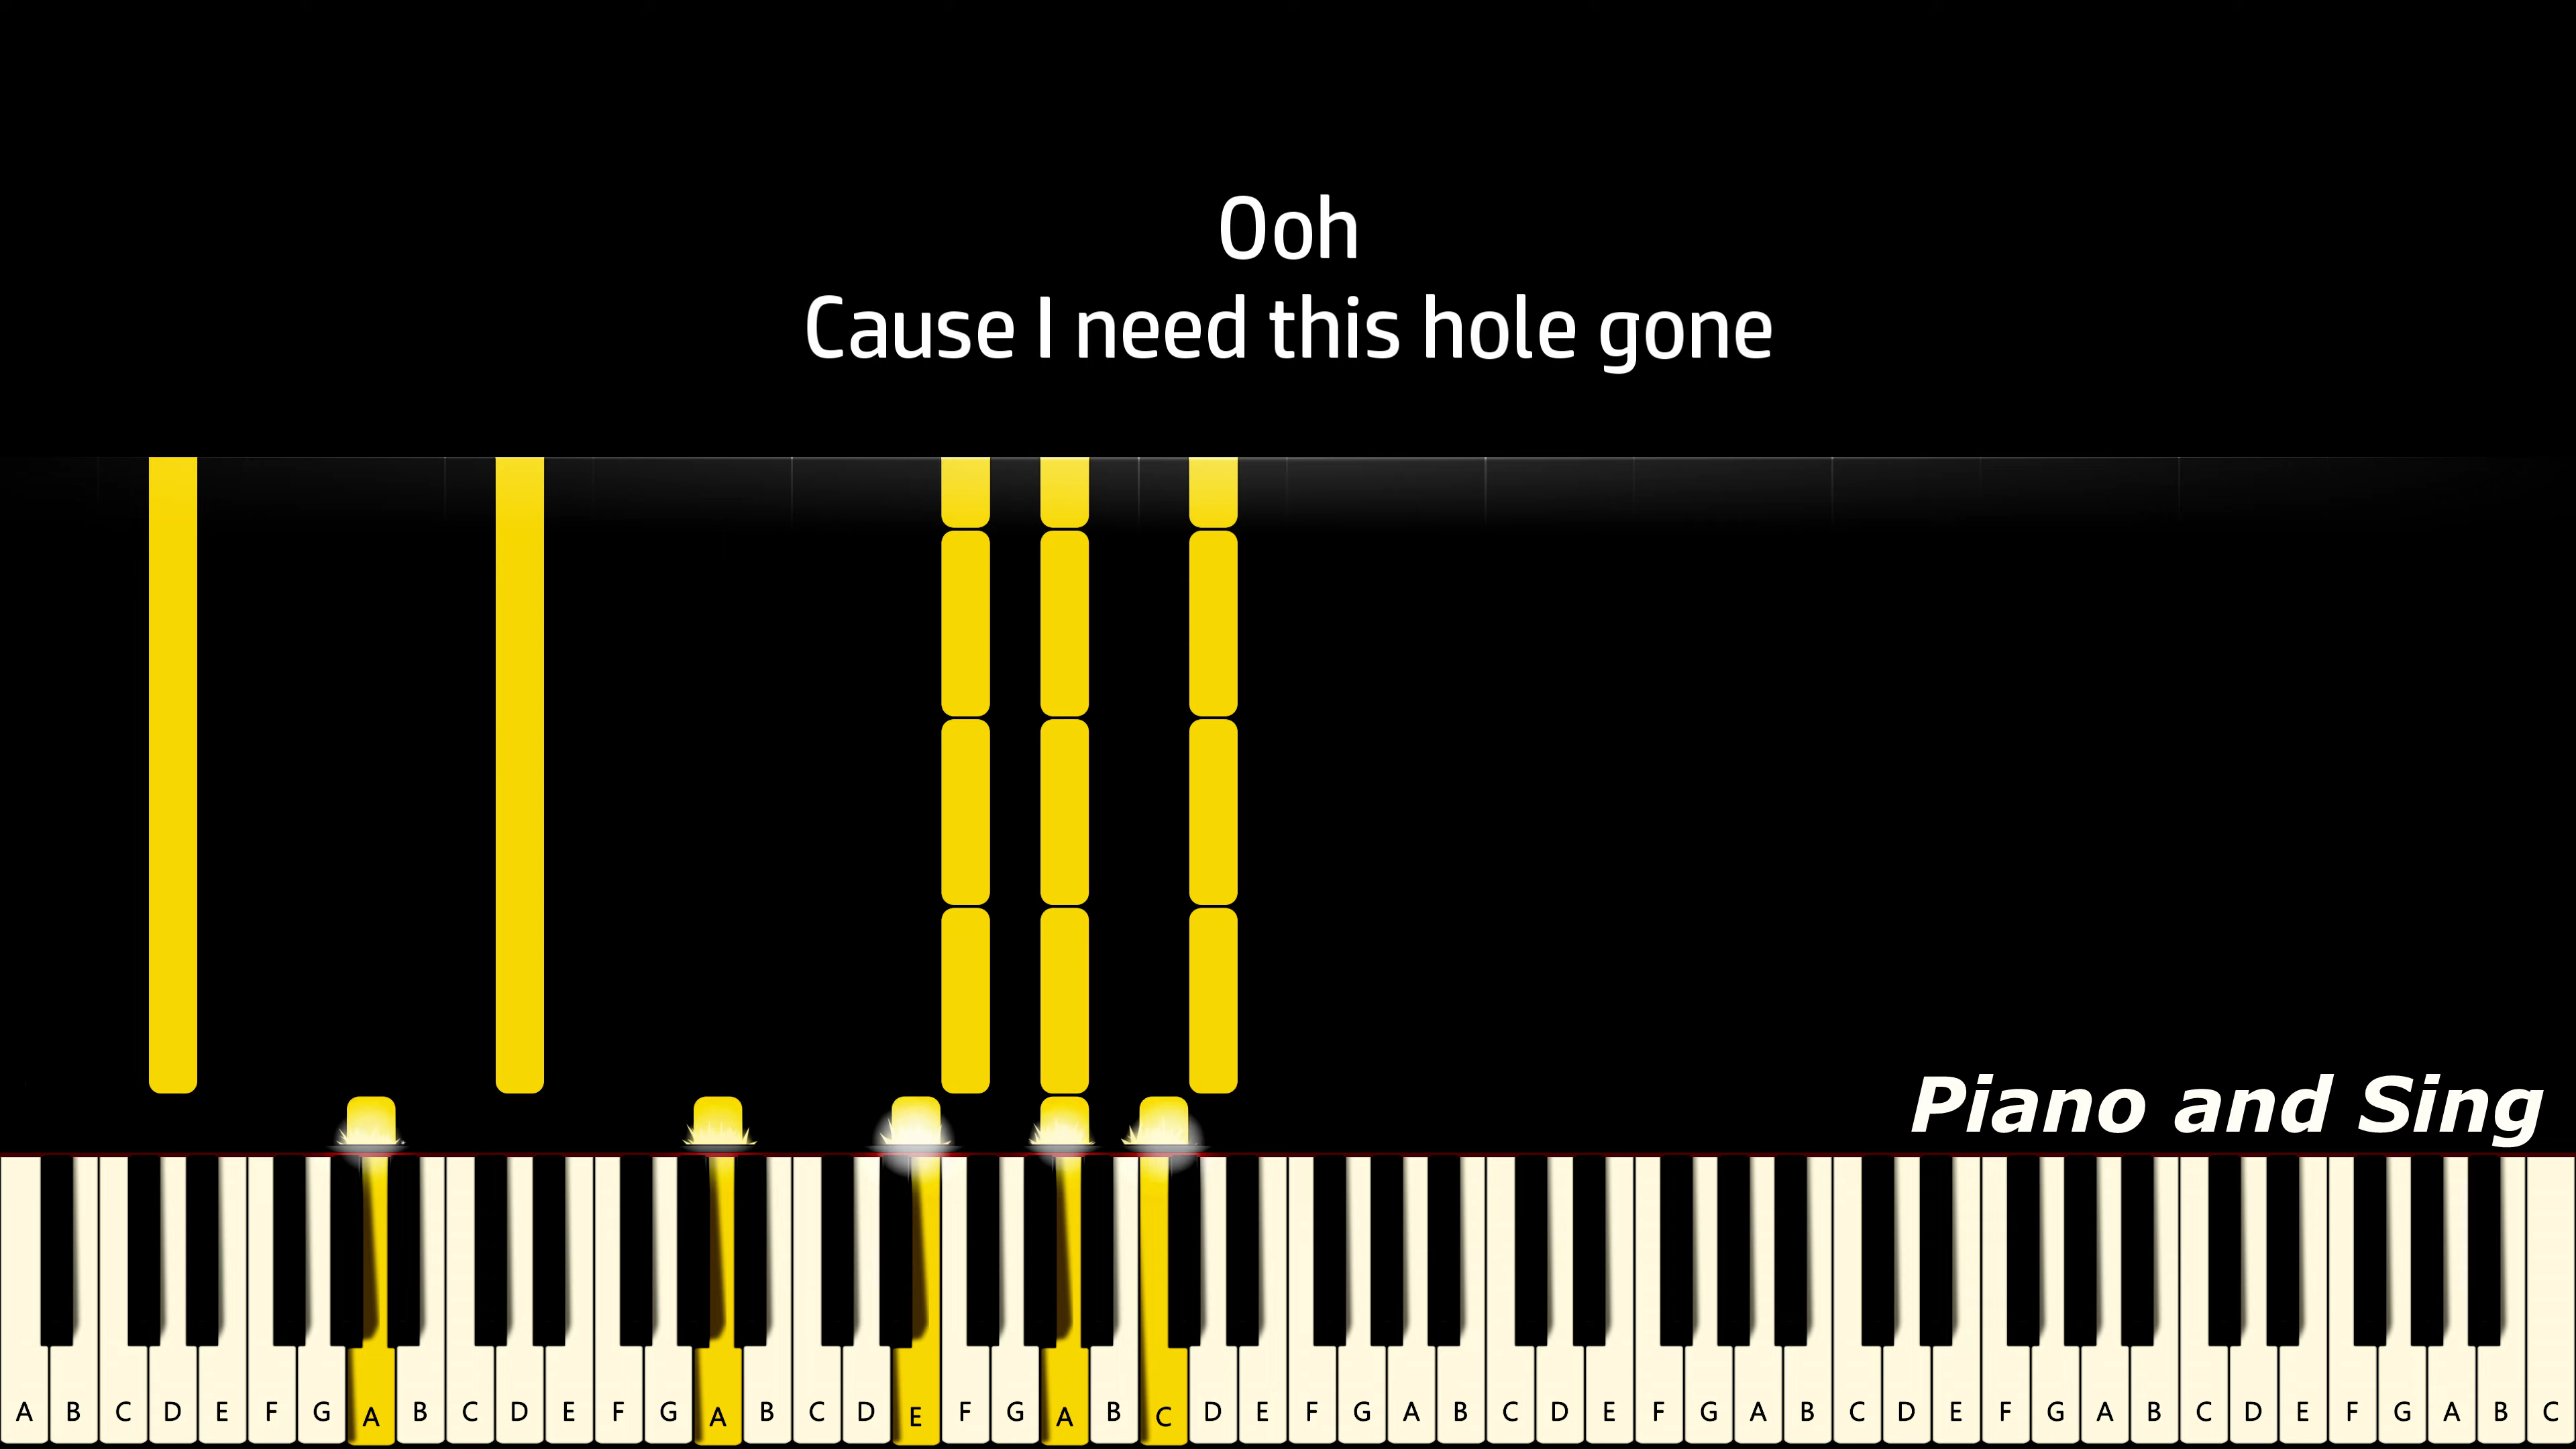 Ooh
Cause I need this hole gone
Piano and Sing
A B C D E F G A B C D E F G A B C D E F G A B C D E F G A B C D E F G A B C D E F G A B C D E F G A B C